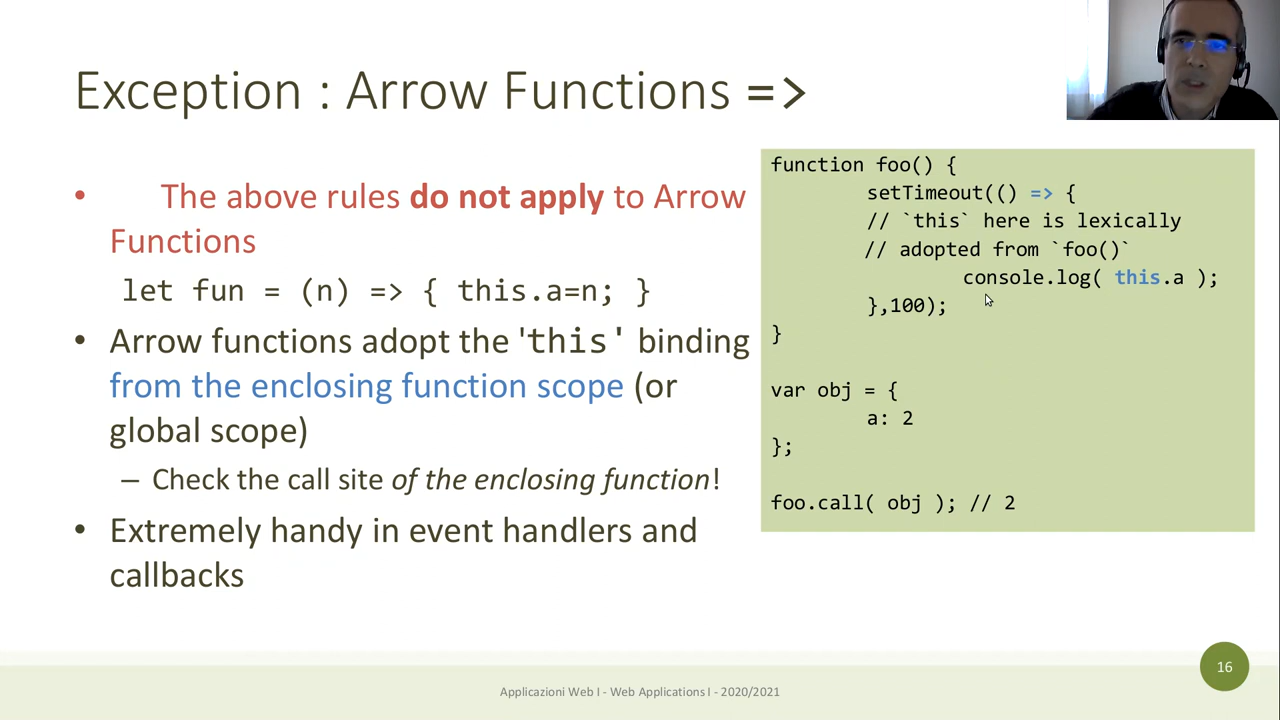 Exception : Arrow Functions =>
• The above rules do not apply to Arrow
Functions
let fun = (n) => { this.a=n; }
• Arrow functions adopt the 'this' binding
from the enclosing function scope (or
global scope)
– Check the call site of the enclosing function!
• Extremely handy in event handlers and
callbacks
function foo() {
setTimeout(() => {
// `this` here is lexically
// adopted from `foo()`
console.log( this.a );
},100);
}
var obj = {
a: 2
};
foo.call( obj ); // 2
Applicazioni Web I - Web Applications I - 2020/2021
16